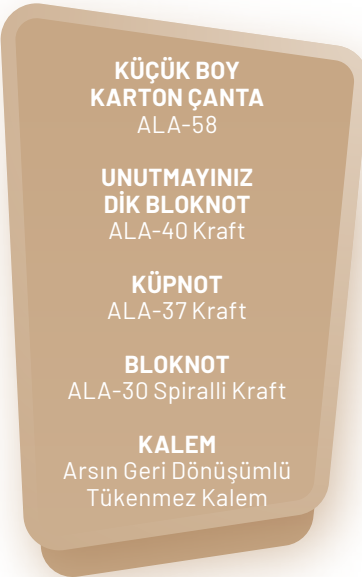 KÜÇÜK BOY
KARTON ÇANTA
ALA-58
UNUTMAYINIZ
DİK BLOKNOT
ALA-40 Kraft
KÜPNOT
ALA-37 Kraft
BLOKNOT
ALA-30 Spiralli Kraft
KALEM
Arsın Geri Dönüşümlü
Tükenmez Kalem